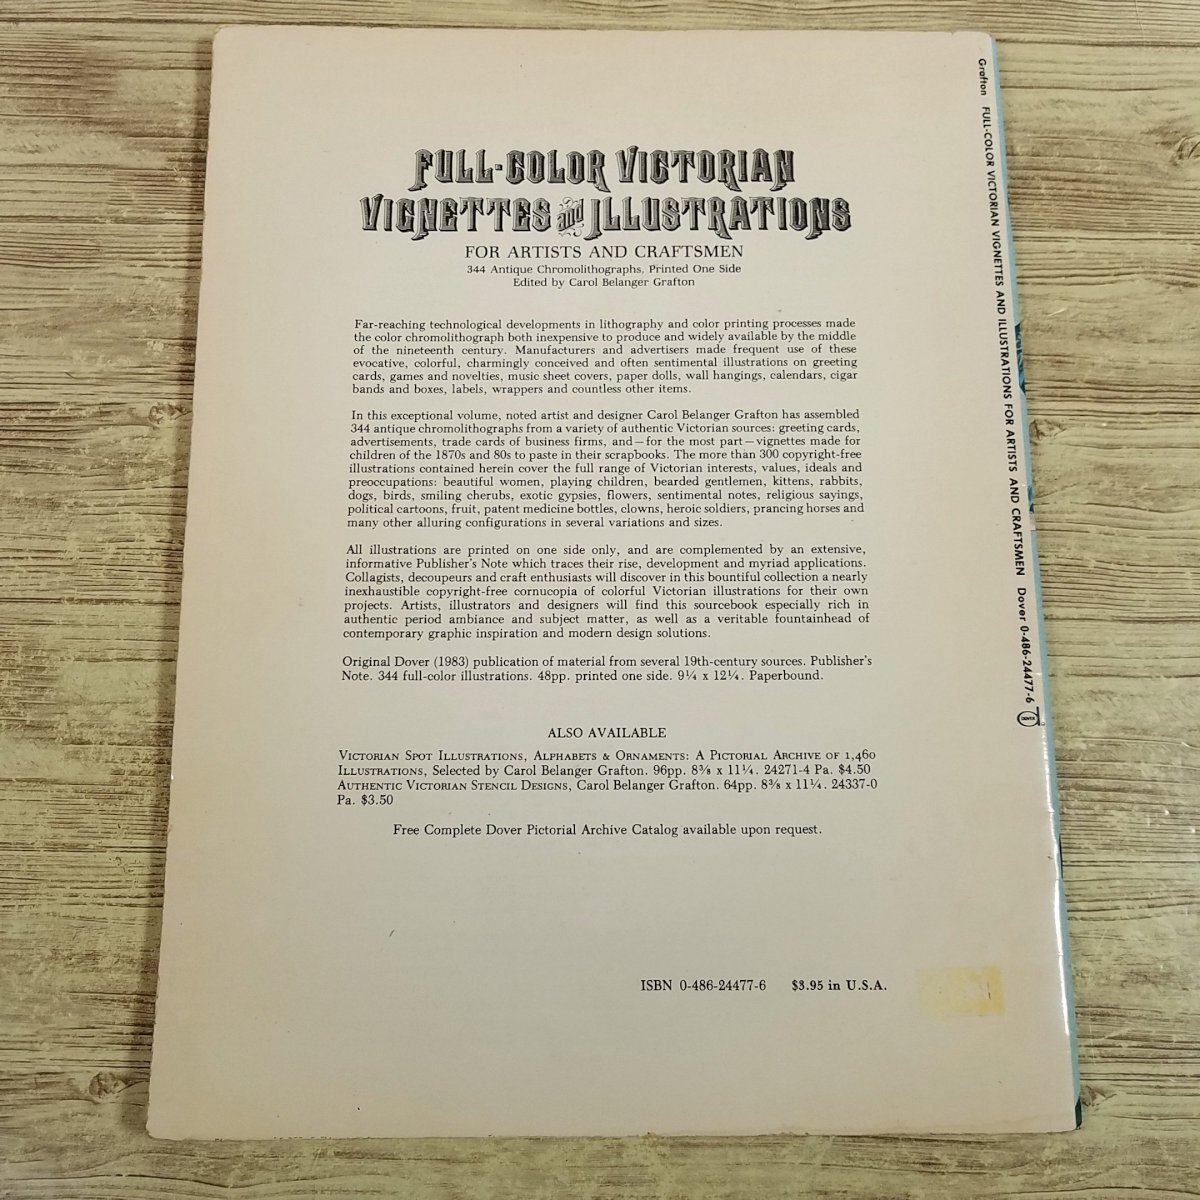 FULL-COLOR VICTORIAN
VIGNETTES and ILLUSTRATIONS
FOR ARTISTS AND CRAFTSMEN
344 Antique Chromolithographs, Printed One Side
Edited by Carol Belanger Grafton
Far-reaching technological developments in lithography and color printing processes made
the color chromolithograph both inexpensive to produce and widely available by the middle
of the nineteenth century. Manufacturers and advertisers made frequent use of these
evocative, colorful, charmingly conceived and often sentimental illustrations on greeting
cards, games and novelties, music sheet covers, paper dolls, wall hangings, calendars, cigar
bands and boxes, labels, wrappers and countless other items.
In this exceptional volume, noted artist and designer Carol Belanger Grafton has assembled
344 antique chromolithographs from a variety of authentic Victorian sources: greeting cards,
advertisements, trade cards of business firms, and—for the most part—vignettes made for
children of the 1870s and 80s to paste in their scrapbooks. The more than 300 copyright-free
illustrations contained herein cover the full range of Victorian interests, values, ideals and
preoccupations: beautiful women, playing children, bearded gentlemen, kittens, rabbits,
dogs, birds, smiling cherubs, exotic gypsies, flowers, sentimental notes, religious sayings,
political cartoons, fruit, patent medicine bottles, clowns, heroic soldiers, prancing horses and
many other alluring configurations in several variations and sizes.
All illustrations are printed on one side only, and are complemented by an extensive,
informative Publisher's Note which traces their rise, development and myriad applications.
Collagists, decoupeurs and craft enthusiasts will discover in this bountiful collection a nearly
inexhaustible copyright-free cornucopia of colorful Victorian illustrations for their own
projects. Artists, illustrators and designers will find this sourcebook especially rich in
authentic period ambiance and subject matter, as well as a veritable fountainhead of
contemporary graphic inspiration and modern design solutions.
Original Dover (1983) publication of material from several 19th-century sources. Publisher's
Note. 344 full-color illustrations. 48pp. printed one side. 9¼ x 12¼. Paperbound.
ALSO AVAILABLE
VICTORIAN SPOT ILLUSTRATIONS, ALPHABETS & ORNAMENTS: A PICTORIAL ARCHIVE OF 1,460
ILLUSTRATIONS, Selected by Carol Belanger Grafton. 96pp. 8⅜ x 11¼. 24271-4 Pa. $4.50
AUTHENTIC VICTORIAN STENCIL DESIGNS, Carol Belanger Grafton. 64pp. 8⅜ x 11¼. 24337-0
Pa. $3.50
Free Complete Dover Pictorial Archive Catalog available upon request.
ISBN 0-486-24477-6 $3.95 in U.S.A.
Grafton FULL-COLOR VICTORIAN VIGNETTES AND ILLUSTRATIONS FOR ARTISTS AND CRAFTSMEN Dover 0-486-24477-6
DOVER